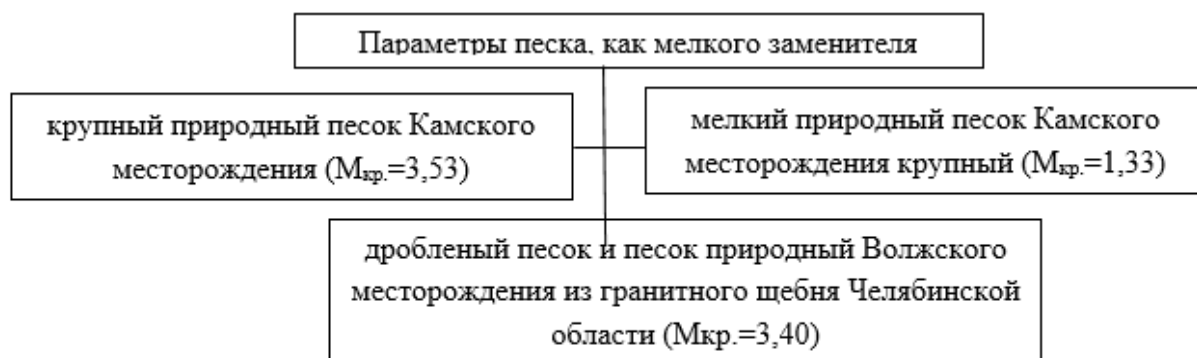 Параметры песка, как мелкого заменителя
крупный природный песок Камского
месторождения (Мкр.=3,53)
мелкий природный песок Камского
месторождения крупный (Мкр.=1,33)
дробленый песок и песок природный Волжского
месторождения из гранитного щебня Челябинской
области (Мкр.=3,40)